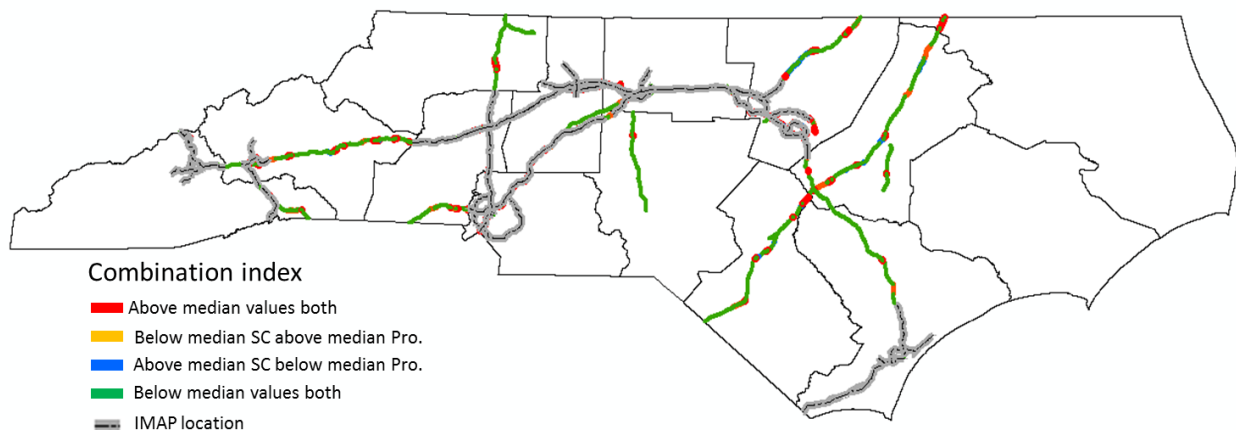 Combination index
Above median values both
Below median SC above median Pro.
Above median SC below median Pro.
Below median values both
IMAP location